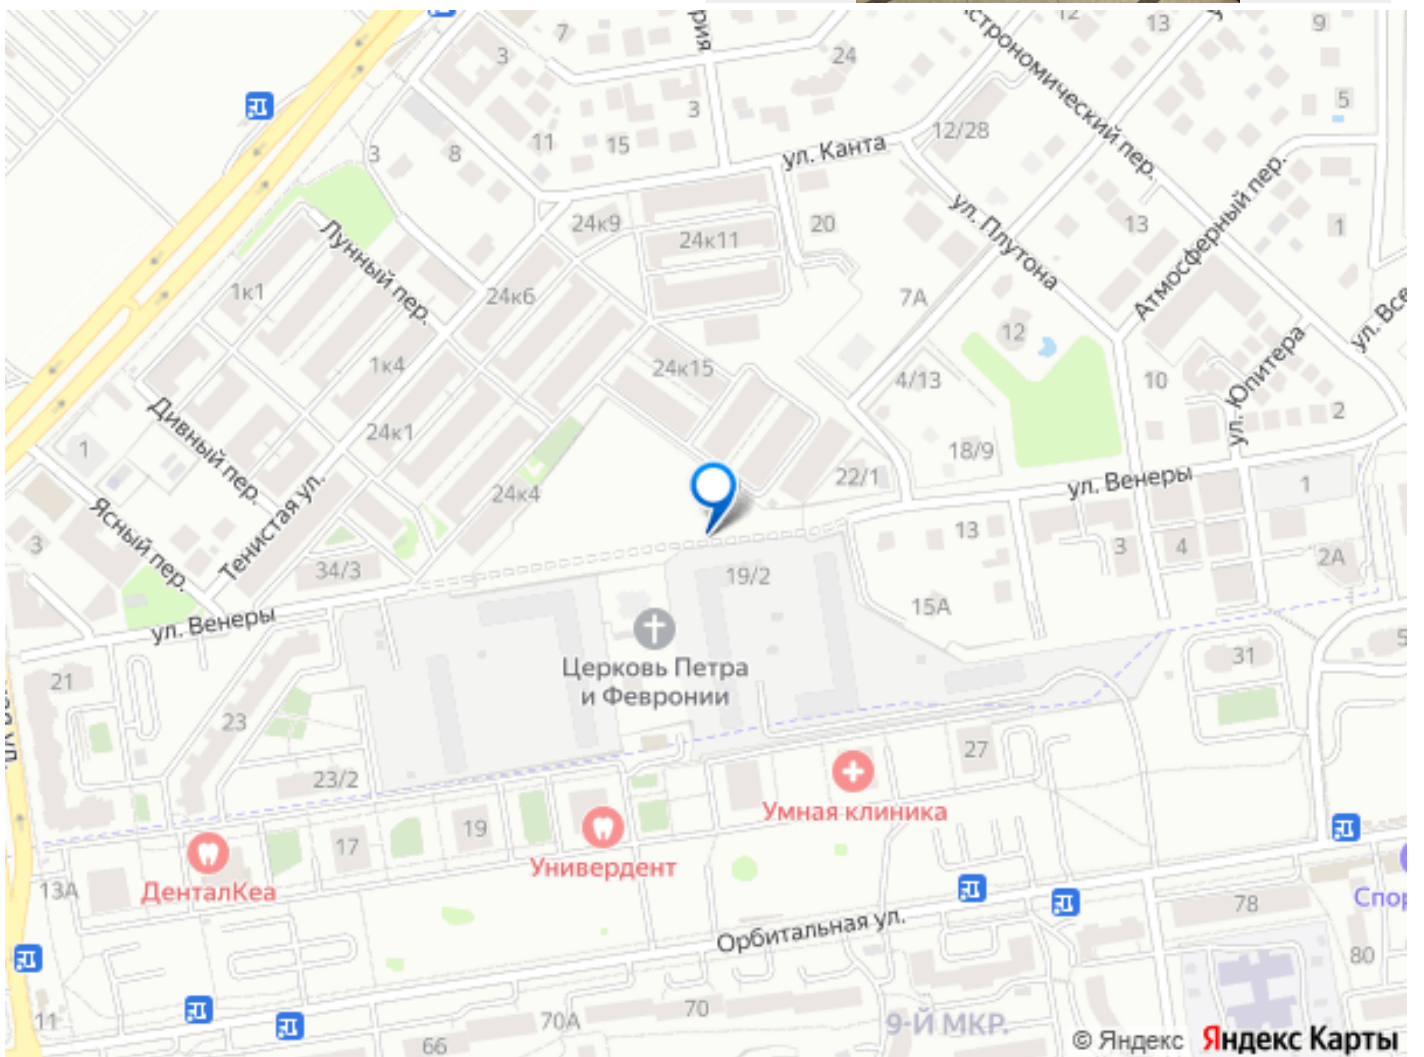 7
3
24
12
13
9
рия
Астрономический пер.
3
5
11
15
12/28
3
8
ул. Канта
Атмосферный пер.
ул. Плутона
24к9
20
13
1
24к11
Лунный пер.
1к1
24к6
7А
12
ул. Все
1к4
24к15
4/13
10
ул. Юпитера
2
Дивный пер.
24к1
1
18/9
22/1
24к4
ул. Венеры
1
Тенистая ул.
Ясный пер.
3
13
3
4
2А
34/3
19/2
15А
ул. Венеры
Церковь Петра
и Февронии
31
5
21
23
27
23/2
Умная клиника
19
17
Универдент
13А
ДенталКеа
78
Спор
Орбитальная ул.
80
11
70А
70
9-Й МКР.
66
© Яндекс Яндекс Карты